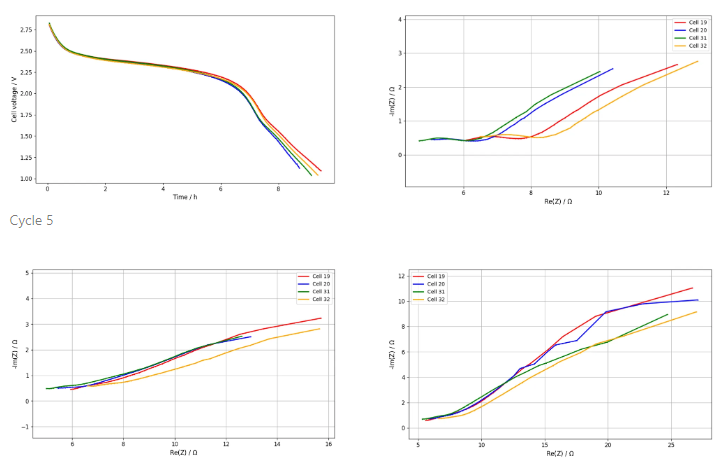 2.75
2.50
2.25
2.00
1.75
1.50
1.25
1.00
Cell voltage / V
0 2 4 6 8
Time / h
4
3
2
1
0
-Im(Z) / Ω
6 8 10 12
Re(Z) / Ω
Cell 19
Cell 20
Cell 31
Cell 32
Cycle 5
5
4
3
2
1
0
−1
-Im(Z) / Ω
6 8 10 12 14 16
Re(Z) / Ω
Cell 19
Cell 20
Cell 31
Cell 32
12
10
8
6
4
2
0
-Im(Z) / Ω
5 10 15 20 25
Re(Z) / Ω
Cell 19
Cell 20
Cell 31
Cell 32